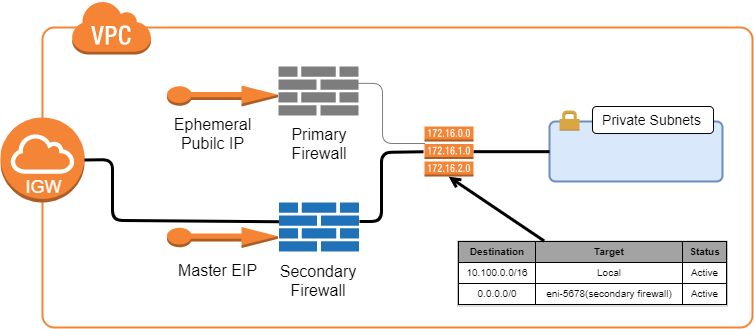 VPC
IGW
Ephemeral
Public IP
Primary
Firewall
172.16.0.0
172.16.1.0
172.16.2.0
Private Subnets
Master EIP
Secondary
Firewall
Destination Target Status
10.100.0.0/16 Local Active
0.0.0.0/0 eni-5678(secondary firewall) Active